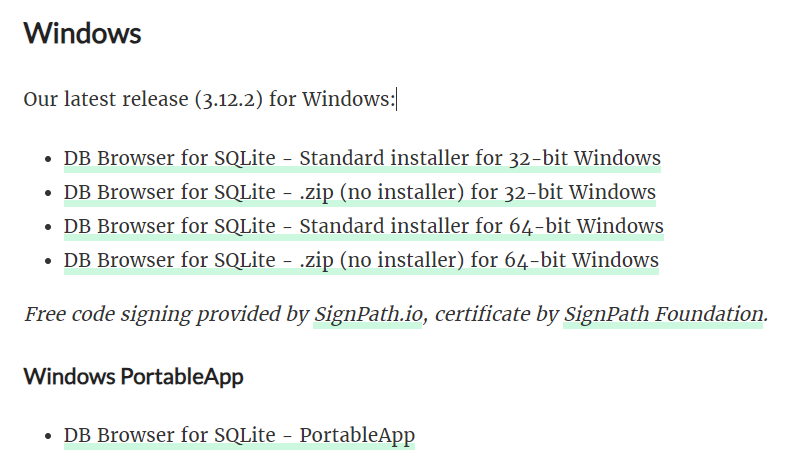 Windows
Our latest release (3.12.2) for Windows:
• DB Browser for SQLite – Standard installer for 32-bit Windows
• DB Browser for SQLite – .zip (no installer) for 32-bit Windows
• DB Browser for SQLite – Standard installer for 64-bit Windows
• DB Browser for SQLite – .zip (no installer) for 64-bit Windows
Free code signing provided by SignPath.io, certificate by SignPath Foundation.
Windows PortableApp
• DB Browser for SQLite – PortableApp